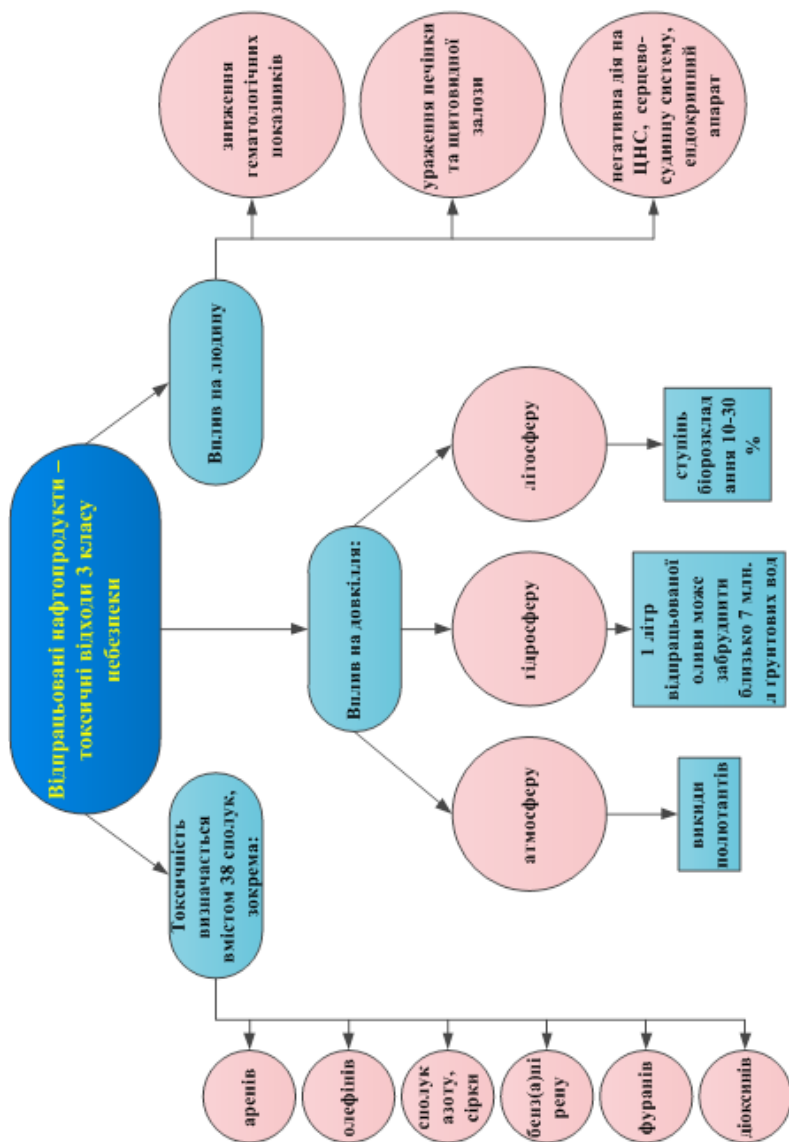 Відпрацьовані нафтопродукти –
токсичні відходи 3 класу
небезпеки
Токсичність
визначається
вмістом 38 сполук,
зокрема:
Вплив на довкілля:
Вплив на людину
аренів
олефінів
сполук
азоту,
сірки
бенз(а)пі
рену
фуранів
діоксинів
атмосферу
гідросферу
літосферу
викиди
полютантів
1 літр
відпрацьованої
оливи може
забруднити
близько 7 млн.
л ґрунтових вод
ступінь
біорозклад
ання 10-30
%
зниження
гематологічних
показників
ураження печінки
та щитовидної
залози
негативна дія на
ЦНС, серцево-
судинну систему,
ендокринний
апарат